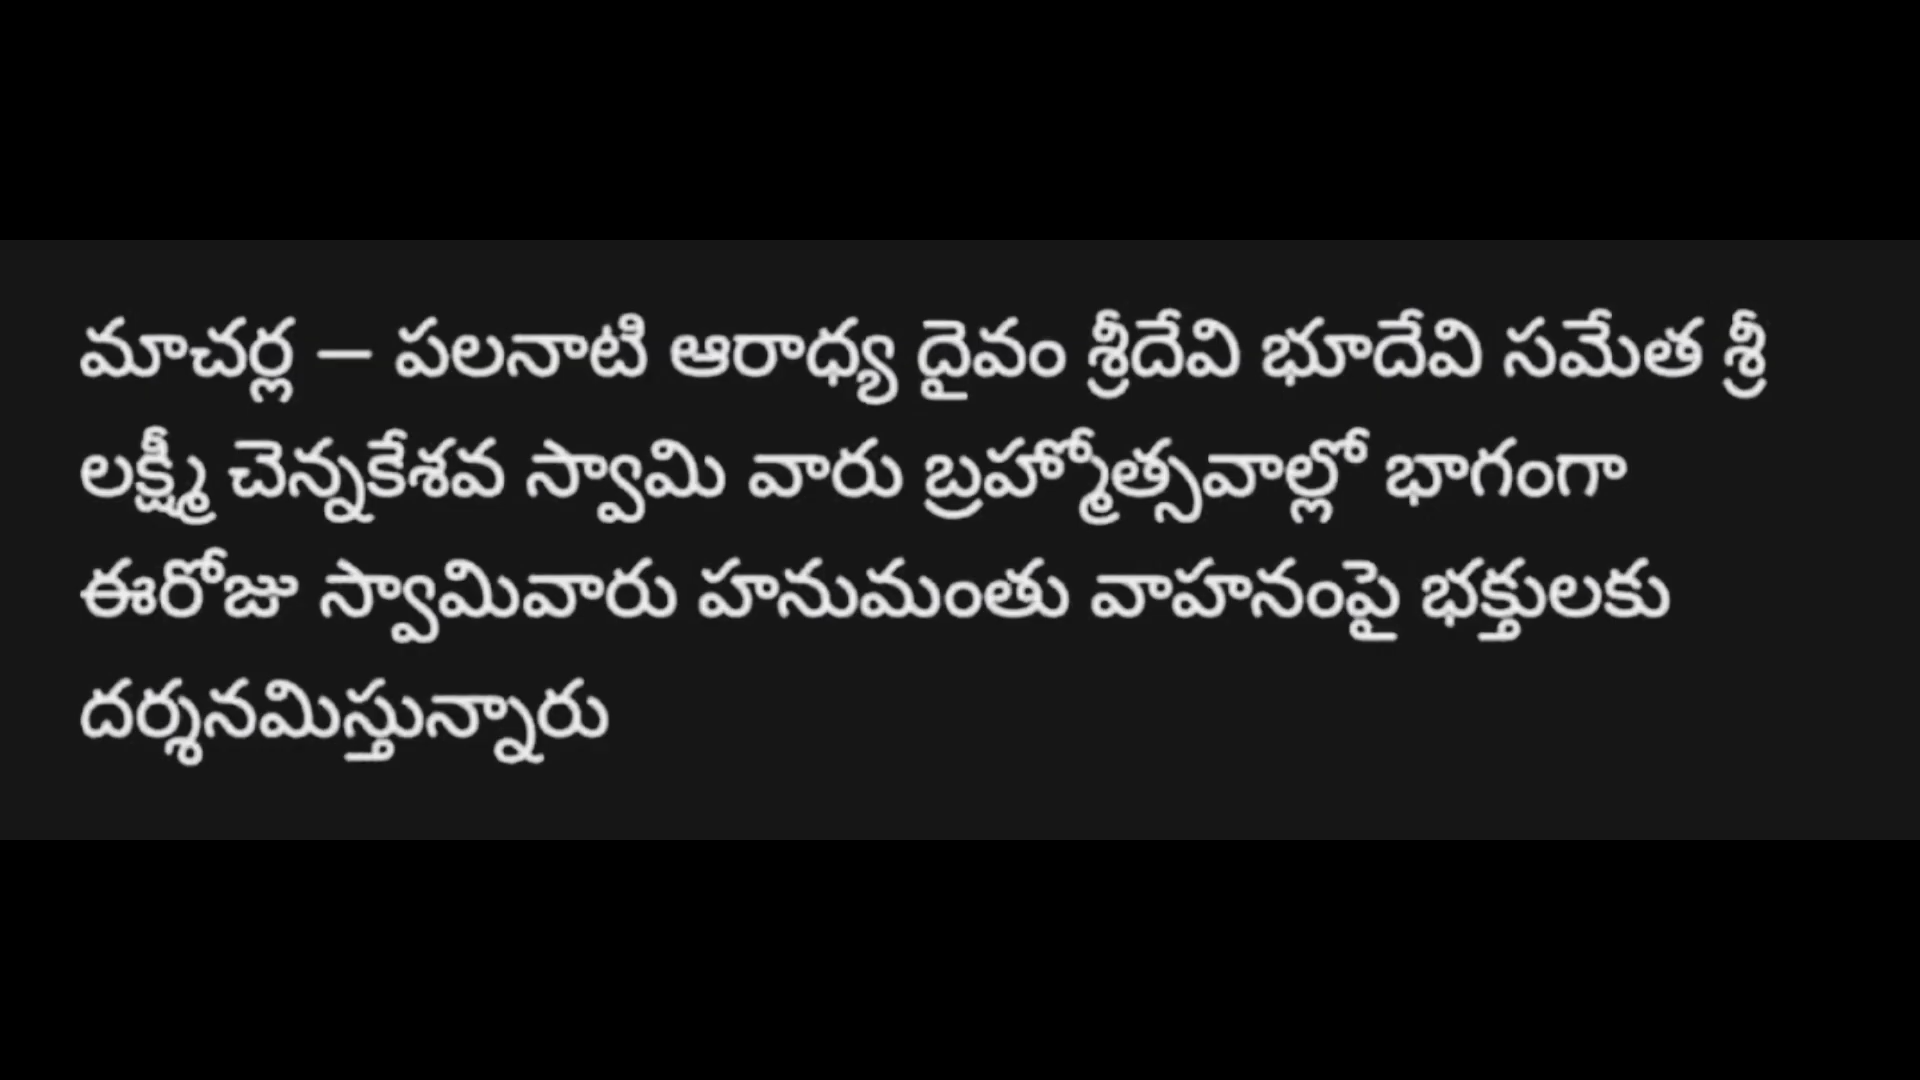 మాచర్ల – పలనాటి ఆరాధ్య దైవం శ్రీదేవి భూదేవి సమేత శ్రీ
లక్ష్మీ చెన్నకేశవ స్వామి వారు బ్రహ్మోత్సవాల్లో భాగంగా
ఈరోజు స్వామివారు హనుమంతు వాహనంపై భక్తులకు
దర్శనమిస్తున్నారు